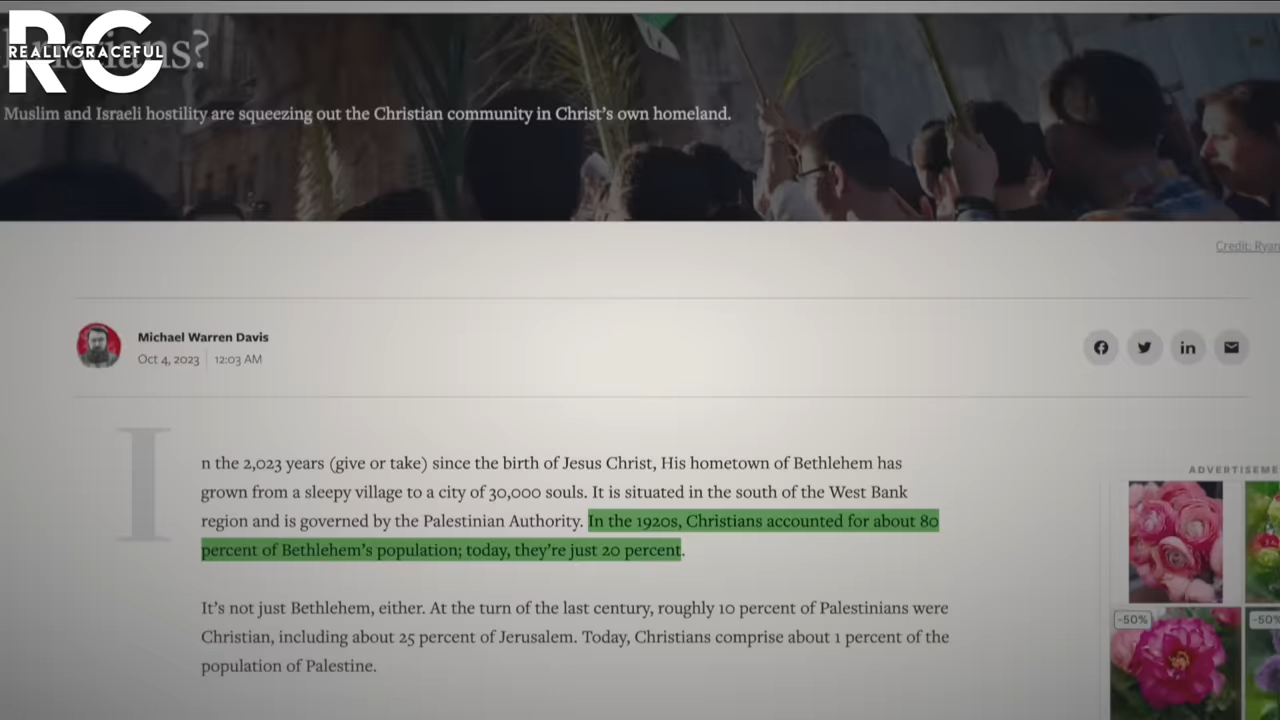 RG
REALLYGRACEFUL
Muslim and Israeli hostility are squeezing out the Christian community in Christ's own homeland.
Credit: Ryan
Michael Warren Davis
Oct 4, 2023 | 12:03 AM
in
ADVERTISEME
In the 2,023 years (give or take) since the birth of Jesus Christ, His hometown of Bethlehem has
grown from a sleepy village to a city of 30,000 souls. It is situated in the south of the West Bank
region and is governed by the Palestinian Authority. In the 1920s, Christians accounted for about 80
percent of Bethlehem's population; today, they're just 20 percent.
It's not just Bethlehem, either. At the turn of the last century, roughly 10 percent of Palestinians were
Christian, including about 25 percent of Jerusalem. Today, Christians comprise about 1 percent of the
population of Palestine.
-50%
-50%